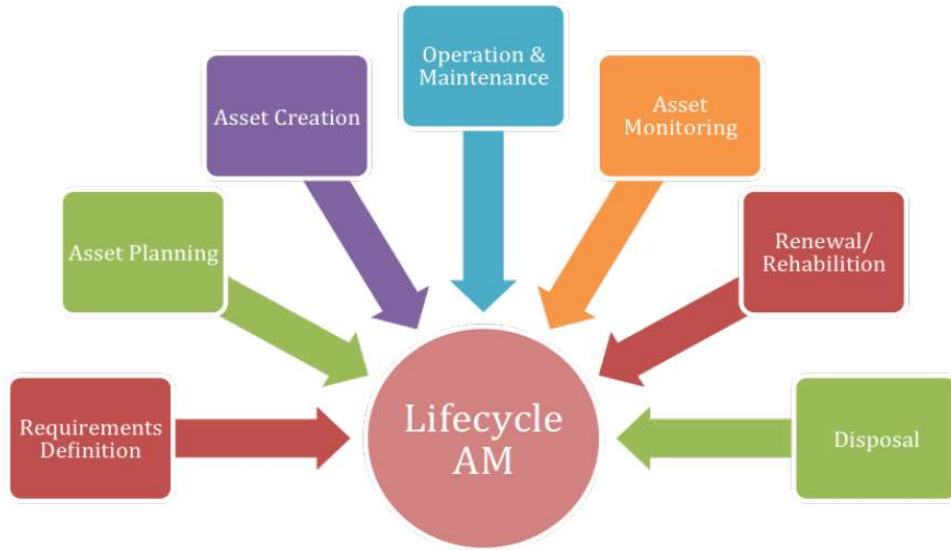 Operation &
Maintenance
Asset Creation
Asset
Monitoring
Asset Planning
Renewal/
Rehabilition
Requirements
Definition
Lifecycle
AM
Disposal